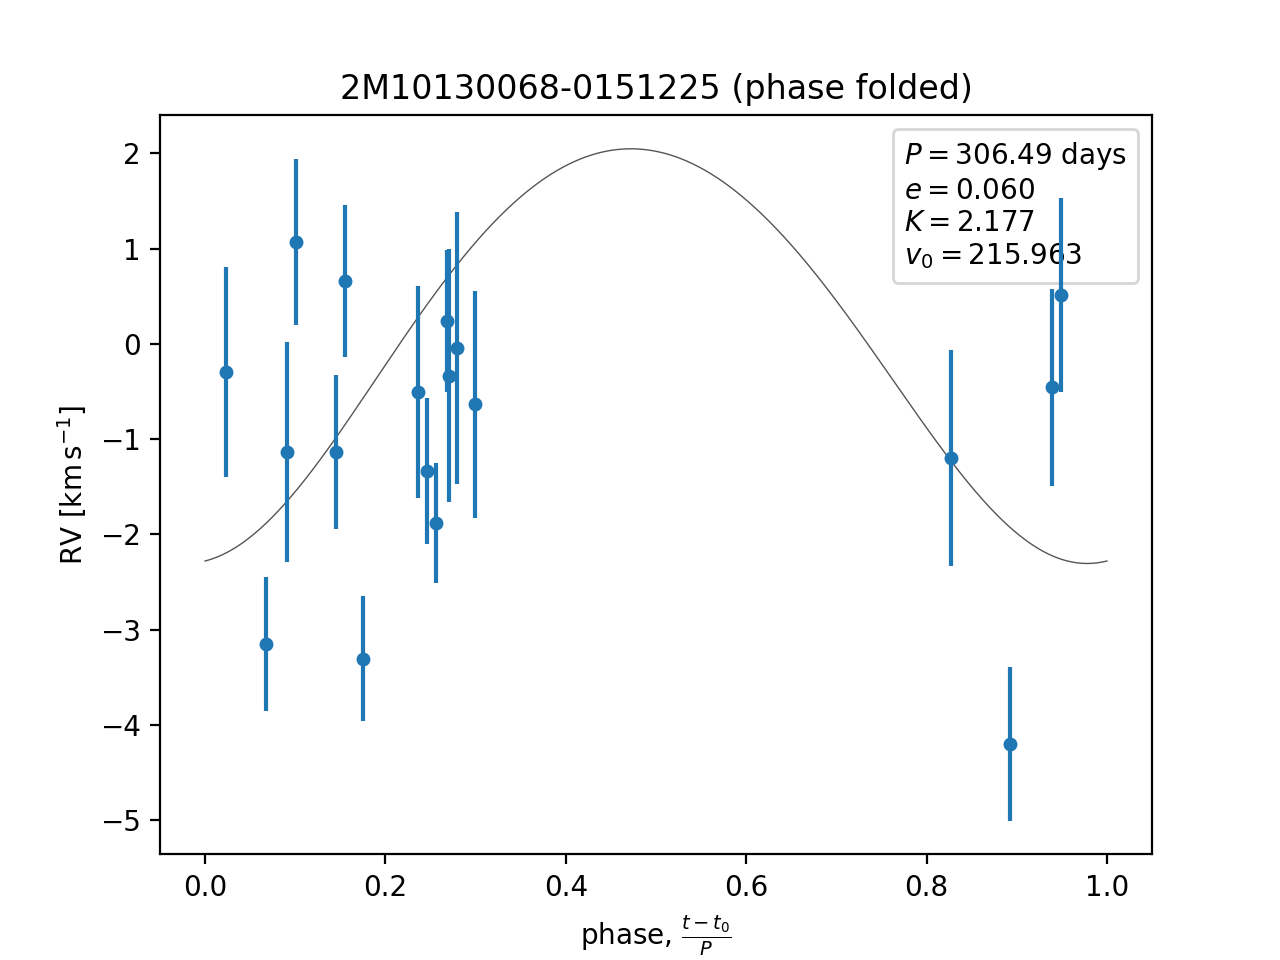 2M10130068-0151225 (phase folded)
P = 306.49 days
e = 0.060
K = 2.177
v₀ = 215.963
2
1
0
−1
−2
−3
−4
−5
RV [km s⁻¹]
0.0 0.2 0.4 0.6 0.8 1.0
phase, (t − t₀)/P